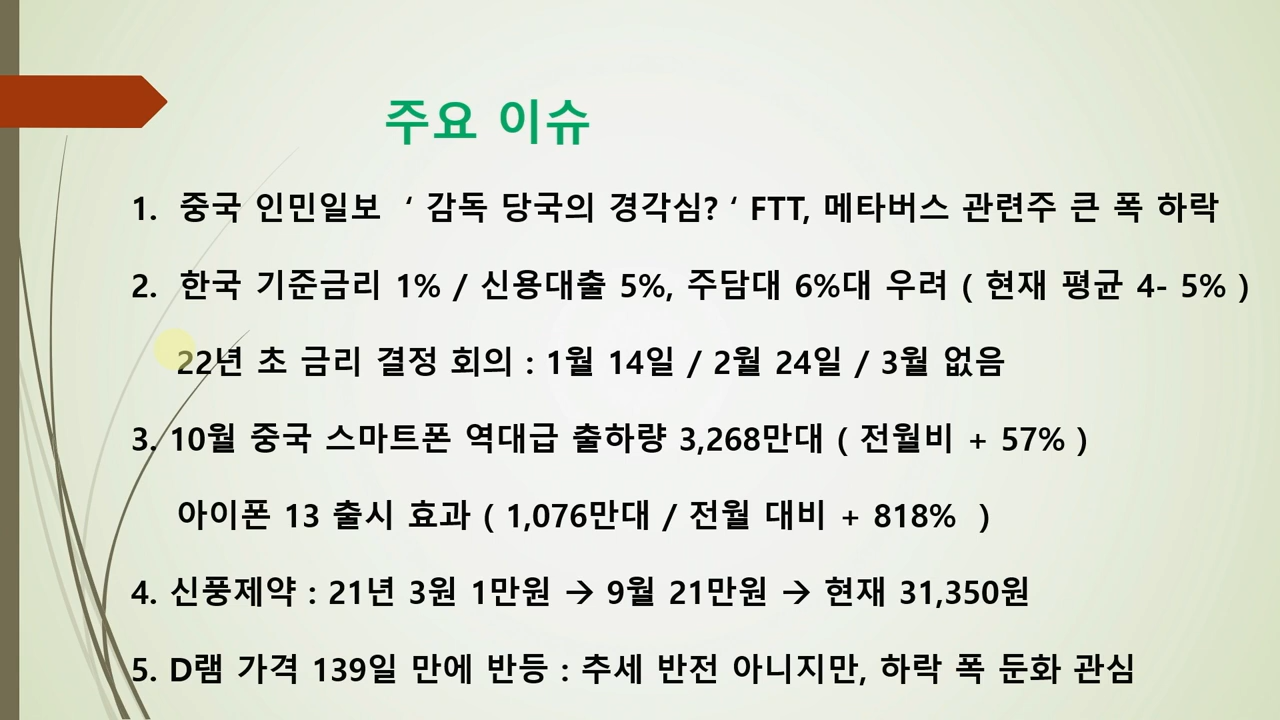 주요 이슈
1. 중국 인민일보 ‘ 감독 당국의 경각심? ‘ FTT, 메타버스 관련주 큰 폭 하락
2. 한국 기준금리 1% / 신용대출 5%, 주담대 6%대 우려 ( 현재 평균 4- 5% )
22년 초 금리 결정 회의 : 1월 14일 / 2월 24일 / 3월 없음
3. 10월 중국 스마트폰 역대급 출하량 3,268만대 ( 전월비 + 57% )
아이폰 13 출시 효과 ( 1,076만대 / 전월 대비 + 818% )
4. 신풍제약 : 21년 3원 1만원 → 9월 21만원 → 현재 31,350원
5. D램 가격 139일 만에 반등 : 추세 반전 아니지만, 하락 폭 둔화 관심